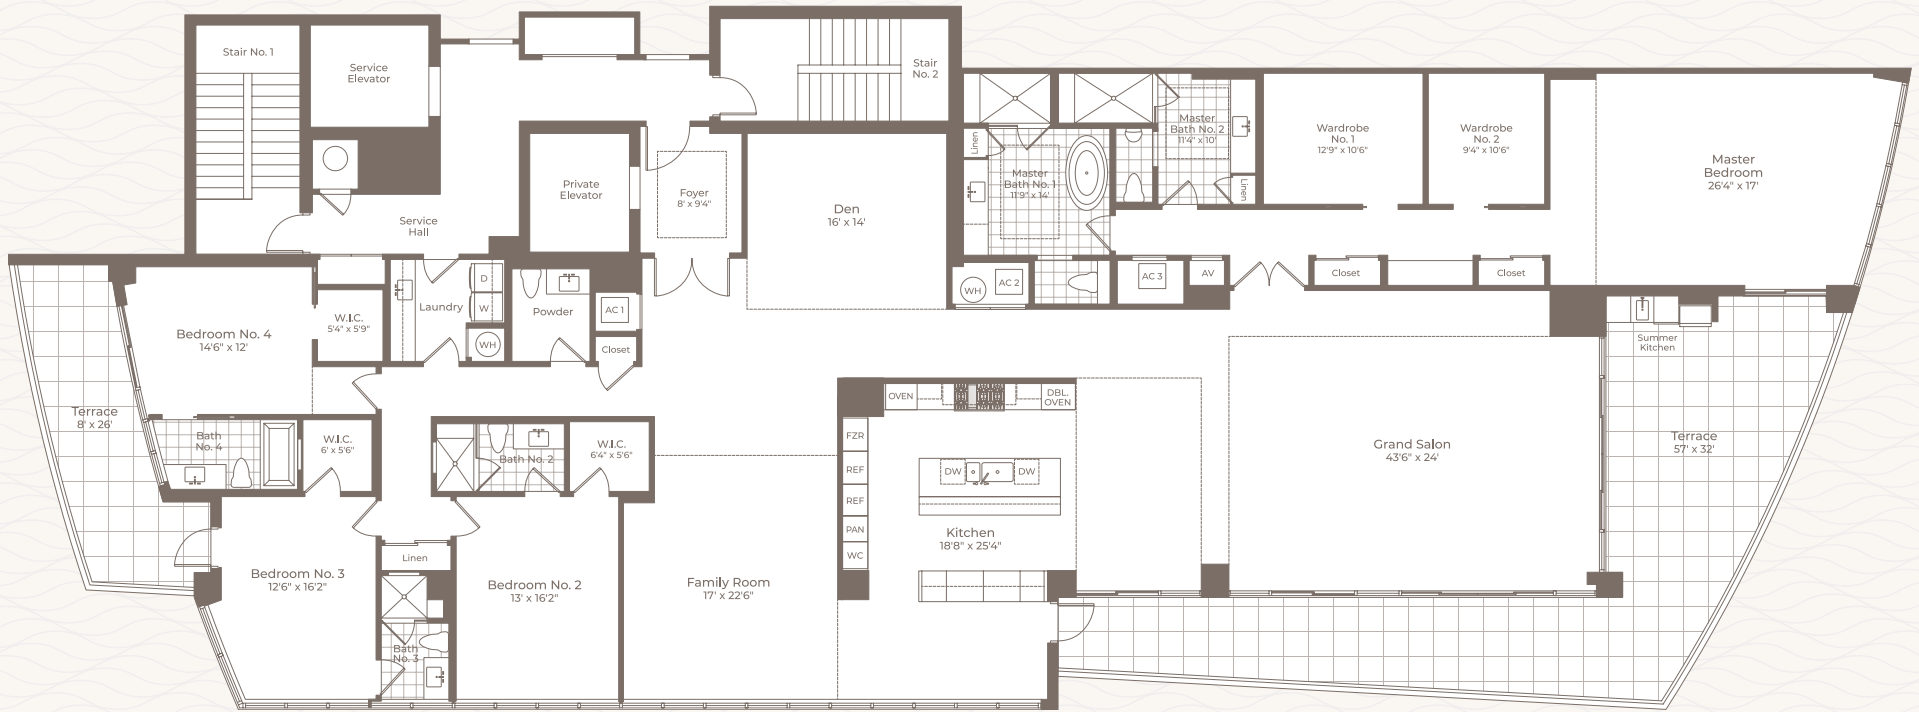 Stair No. 1
Service
Elevator
Stair
No. 2
Private
Elevator
Foyer
8' x 9'4"
Service
Hall
Den
16' x 14'
Linen
Master
Bath No. 1
11'9" x 14'
Master
Bath No. 2
11'4" x 10'
Linen
Wardrobe
No. 1
12'9" x 10'6"
Wardrobe
No. 2
9'4" x 10'6"
Master
Bedroom
26'4" x 17'
WH
AC 2
AC 3
AV
Closet
Closet
Laundry
D
W
WH
Powder
AC 1
Closet
W.I.C.
5'4" x 5'9"
Bedroom No. 4
14'6" x 12'
Terrace
8' x 26'
Bath
No. 4
W.I.C.
6' x 5'6"
Bath No. 2
W.I.C.
6'4" x 5'6"
Linen
Bedroom No. 3
12'6" x 16'2"
Bath
No. 3
Bedroom No. 2
13' x 16'2"
Family Room
17' x 22'6"
OVEN
DBL.
OVEN
FZR
REF
REF
PAN
WC
DW
DW
Kitchen
18'8" x 25'4"
Grand Salon
43'6" x 24'
Summer
Kitchen
Terrace
57' x 32'